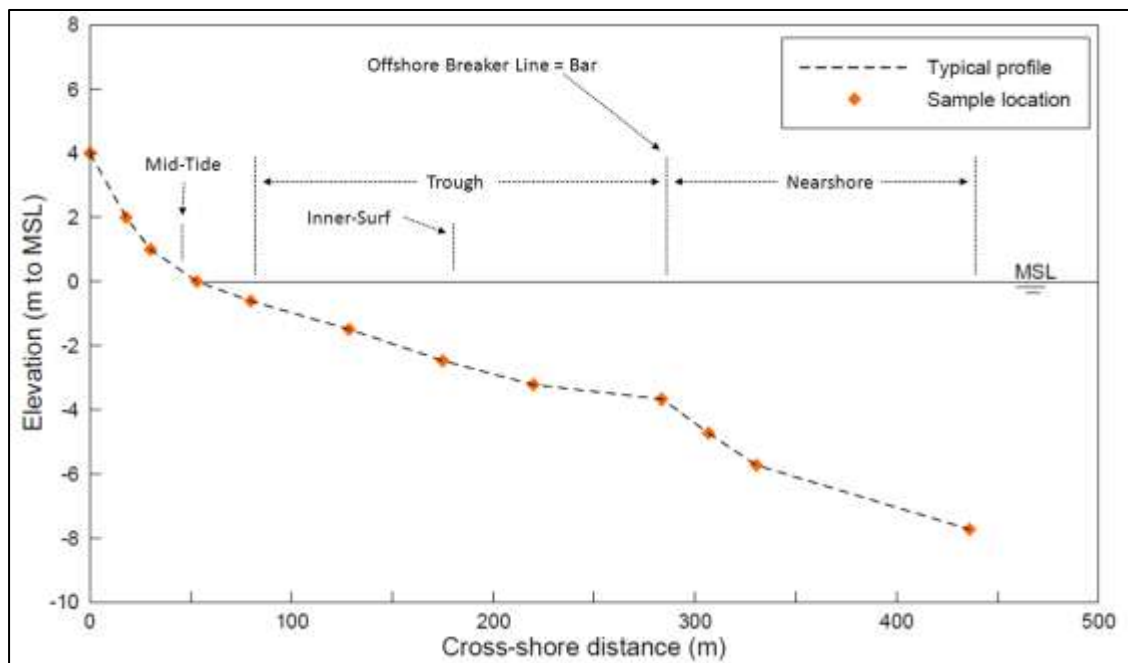 8
Offshore Breaker Line = Bar
Typical profile
Sample location
6
4
Mid-Tide
Trough
Nearshore
2
Inner-Surf
0
MSL
-2
-4
-6
-8
-10
Elevation (m to MSL)
0
100
200
300
400
500
Cross-shore distance (m)